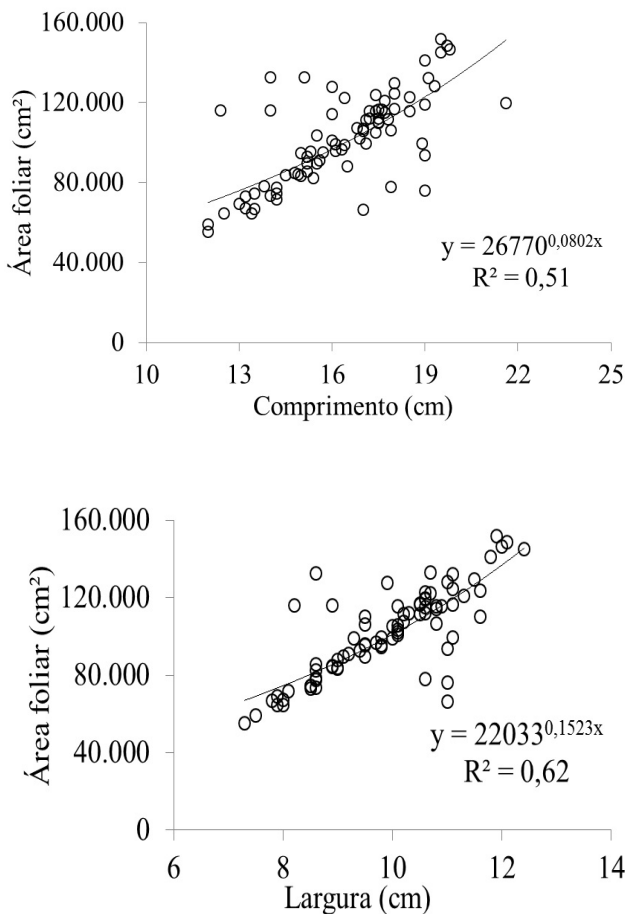 160.000
120.000
80.000
40.000
0
Área foliar (cm²)
y = 26770^0,0802x
R² = 0,51
10 13 16 19 22 25
Comprimento (cm)
160.000
120.000
80.000
40.000
0
Área foliar (cm²)
y = 22033^0,1523x
R² = 0,62
6 8 10 12 14
Largura (cm)